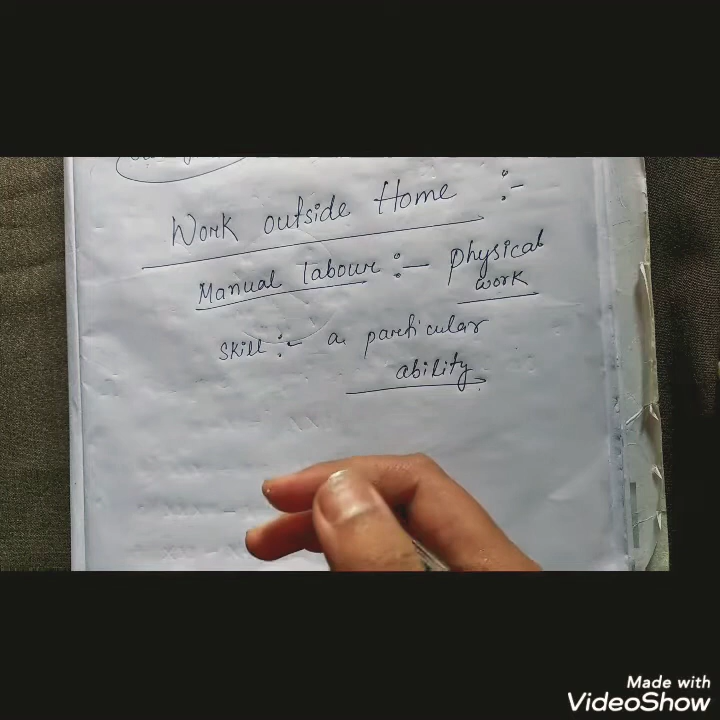 Work outside Home :-
Manual labour :- Physical
work
skill :- a particular
ability
Made with
VideoShow